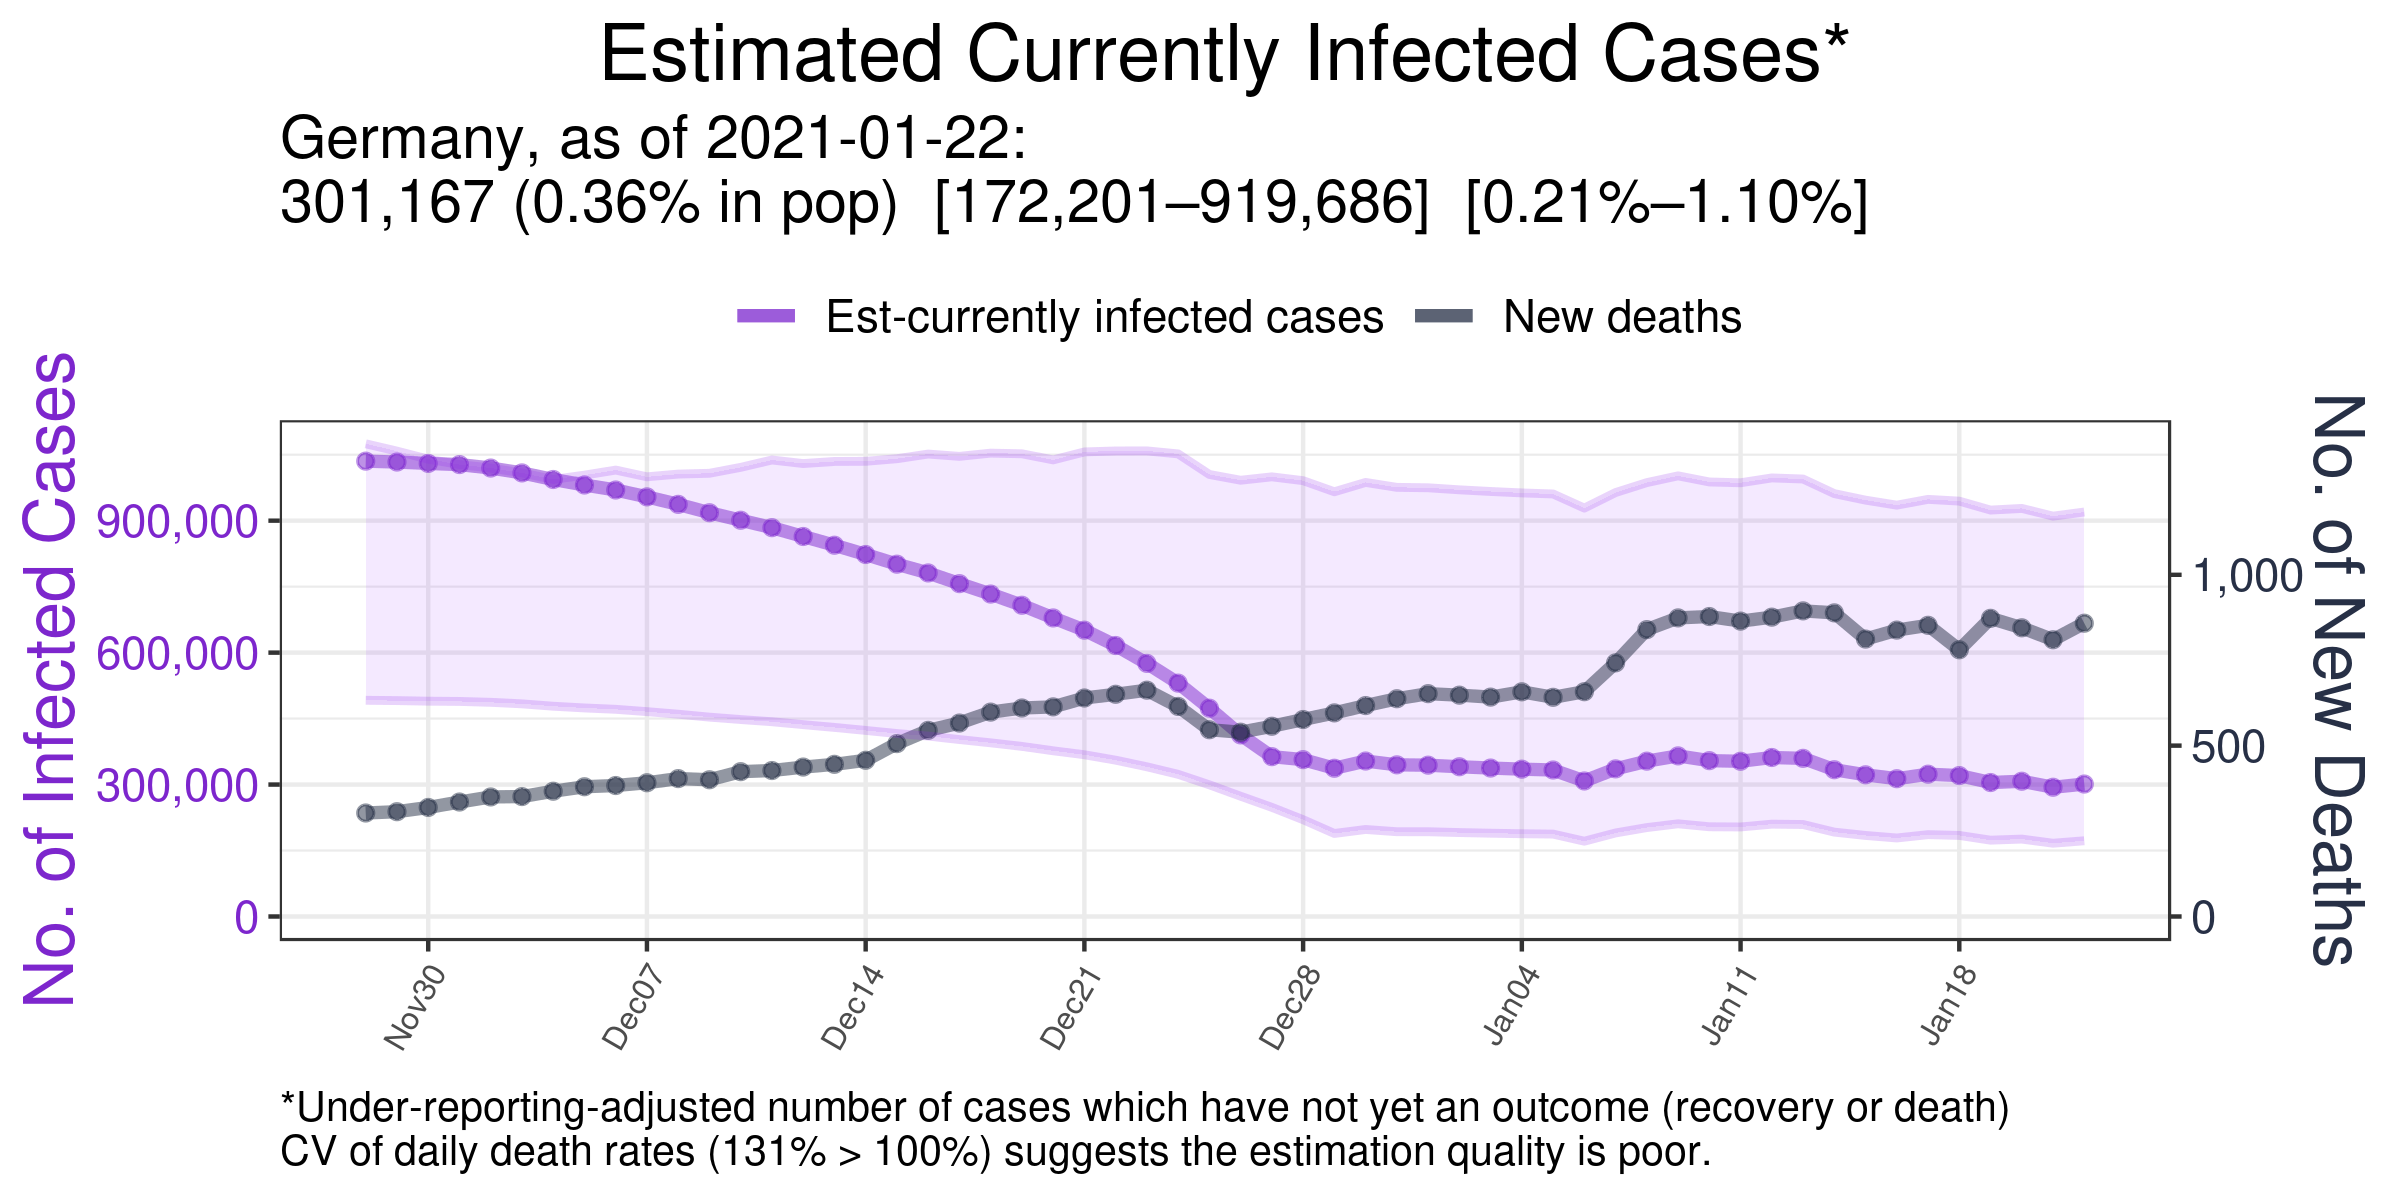 Estimated Currently Infected Cases*
Germany, as of 2021-01-22:
301,167 (0.36% in pop)  [172,201–919,686]  [0.21%–1.10%]
Est-currently infected cases
New deaths
No. of Infected Cases
900,000
600,000
300,000
0
No. of New Deaths
1,000
500
0
Nov30
Dec07
Dec14
Dec21
Dec28
Jan04
Jan11
Jan18
*Under-reporting-adjusted number of cases which have not yet an outcome (recovery or death)
CV of daily death rates (131% > 100%) suggests the estimation quality is poor.